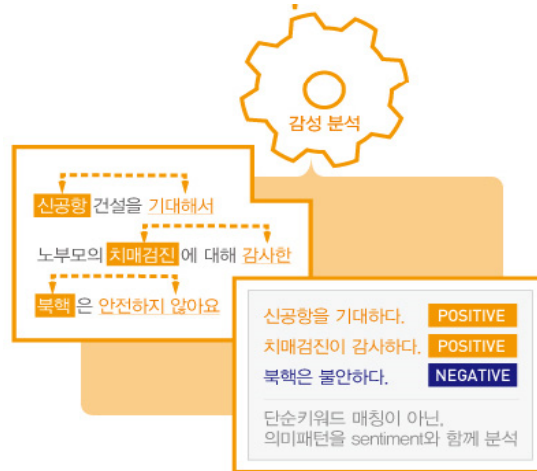 감성 분석
신공항 건설을 기대해서
노부모의 치매검진에 대해 감사한
북핵은 안전하지 않아요
신공항을 기대하다. POSITIVE
치매검진이 감사하다. POSITIVE
북핵은 불안하다. NEGATIVE
단순키워드 매칭이 아닌,
의미패턴을 sentiment와 함께 분석